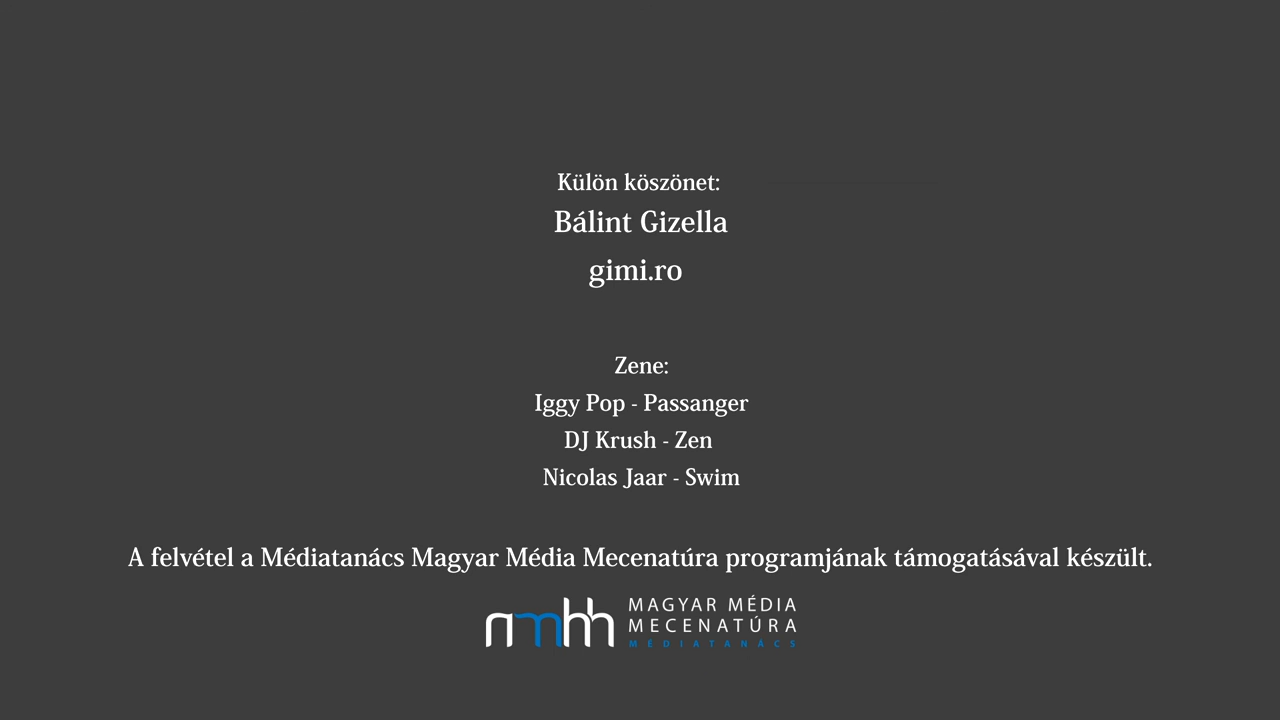 Külön köszönet:
Bálint Gizella
gimi.ro
Zene:
Iggy Pop - Passanger
DJ Krush - Zen
Nicolas Jaar - Swim
A felvétel a Médiatanács Magyar Média Mecenatúra programjának támogatásával készült.
nmhh
MAGYAR MÉDIA
MECENATÚRA
MÉDIATANÁCS